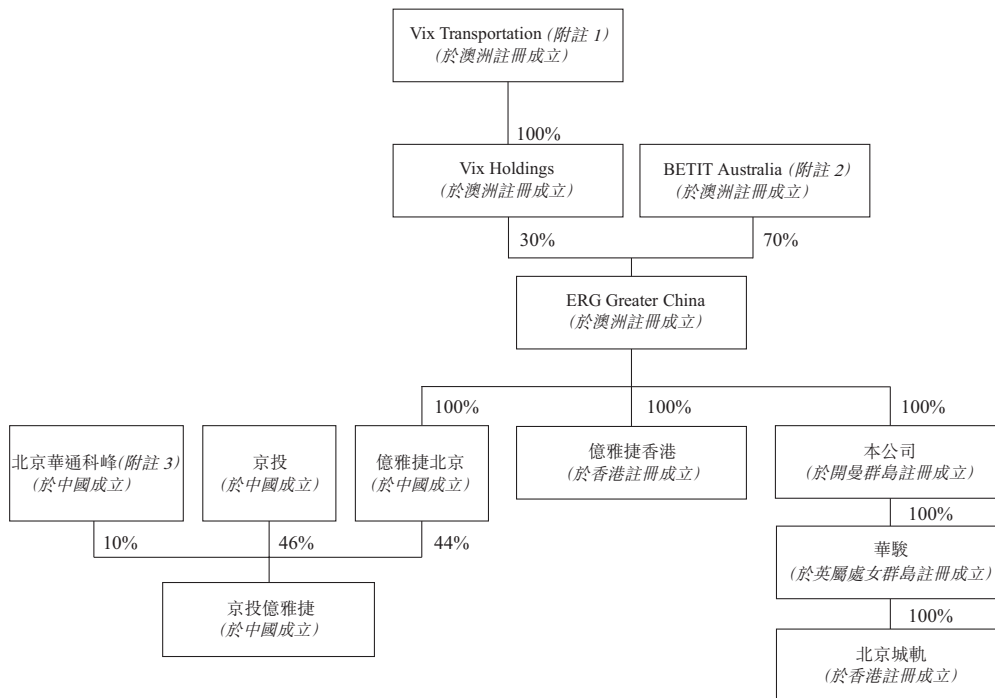 Vix Transportation (附註 1)
(於澳洲註冊成立)
100%
Vix Holdings
(於澳洲註冊成立)
BETIT Australia (附註 2)
(於澳洲註冊成立)
30%
70%
ERG Greater China
(於澳洲註冊成立)
100%
100%
100%
北京華通科峰(附註 3)
(於中國成立)
京投
(於中國成立)
億雅捷北京
(於中國成立)
億雅捷香港
(於香港註冊成立)
本公司
(於開曼群島註冊成立)
10%
46%
44%
100%
京投億雅捷
(於中國成立)
華駿
(於英屬處女群島註冊成立)
100%
北京城軌
(於香港註冊成立)